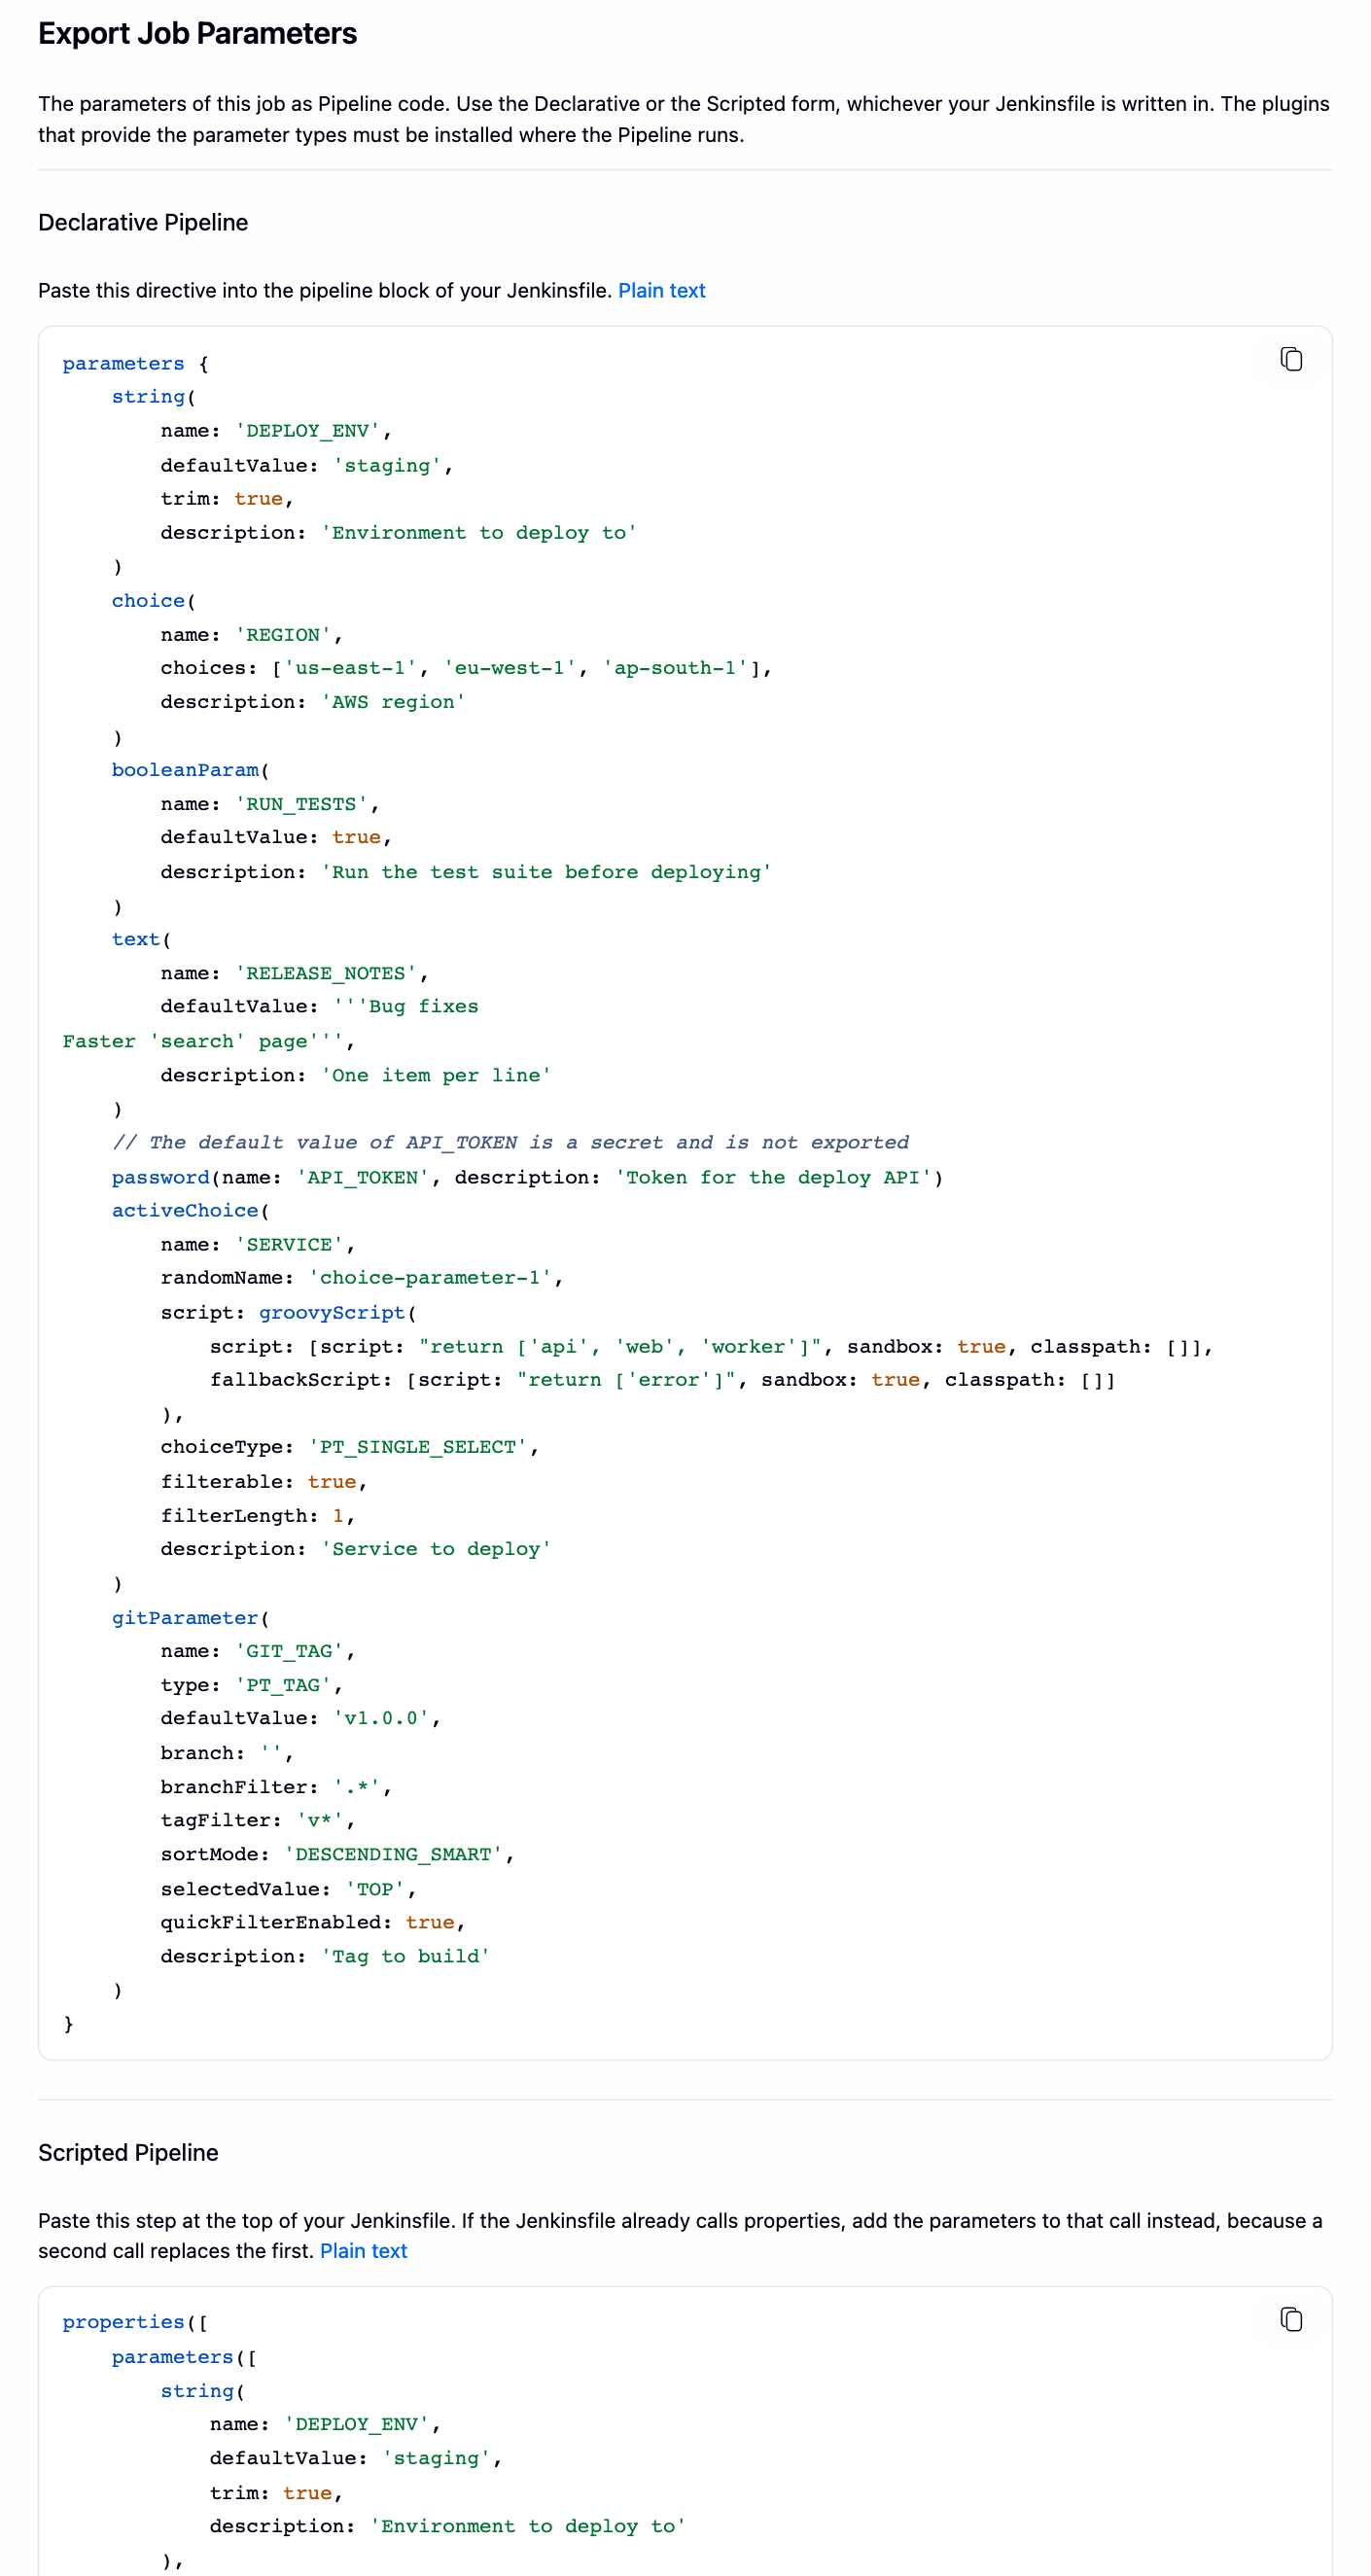 Export Job Parameters
The parameters of this job as Pipeline code. Use the Declarative or the Scripted form, whichever your Jenkinsfile is written in. The plugins
that provide the parameter types must be installed where the Pipeline runs.
Declarative Pipeline
Paste this directive into the pipeline block of your Jenkinsfile. Plain text
parameters {
    string(
        name: 'DEPLOY_ENV',
        defaultValue: 'staging',
        trim: true,
        description: 'Environment to deploy to'
    )
    choice(
        name: 'REGION',
        choices: ['us-east-1', 'eu-west-1', 'ap-south-1'],
        description: 'AWS region'
    )
    booleanParam(
        name: 'RUN_TESTS',
        defaultValue: true,
        description: 'Run the test suite before deploying'
    )
    text(
        name: 'RELEASE_NOTES',
        defaultValue: '''Bug fixes
Faster 'search' page''',
        description: 'One item per line'
    )
    // The default value of API_TOKEN is a secret and is not exported
    password(name: 'API_TOKEN', description: 'Token for the deploy API')
    activeChoice(
        name: 'SERVICE',
        randomName: 'choice-parameter-1',
        script: groovyScript(
            script: [script: "return ['api', 'web', 'worker']", sandbox: true, classpath: []],
            fallbackScript: [script: "return ['error']", sandbox: true, classpath: []]
        ),
        choiceType: 'PT_SINGLE_SELECT',
        filterable: true,
        filterLength: 1,
        description: 'Service to deploy'
    )
    gitParameter(
        name: 'GIT_TAG',
        type: 'PT_TAG',
        defaultValue: 'v1.0.0',
        branch: '',
        branchFilter: '.*',
        tagFilter: 'v*',
        sortMode: 'DESCENDING_SMART',
        selectedValue: 'TOP',
        quickFilterEnabled: true,
        description: 'Tag to build'
    )
}
Scripted Pipeline
Paste this step at the top of your Jenkinsfile. If the Jenkinsfile already calls properties, add the parameters to that call instead, because a
second call replaces the first. Plain text
properties([
    parameters([
        string(
            name: 'DEPLOY_ENV',
            defaultValue: 'staging',
            trim: true,
            description: 'Environment to deploy to'
        ),